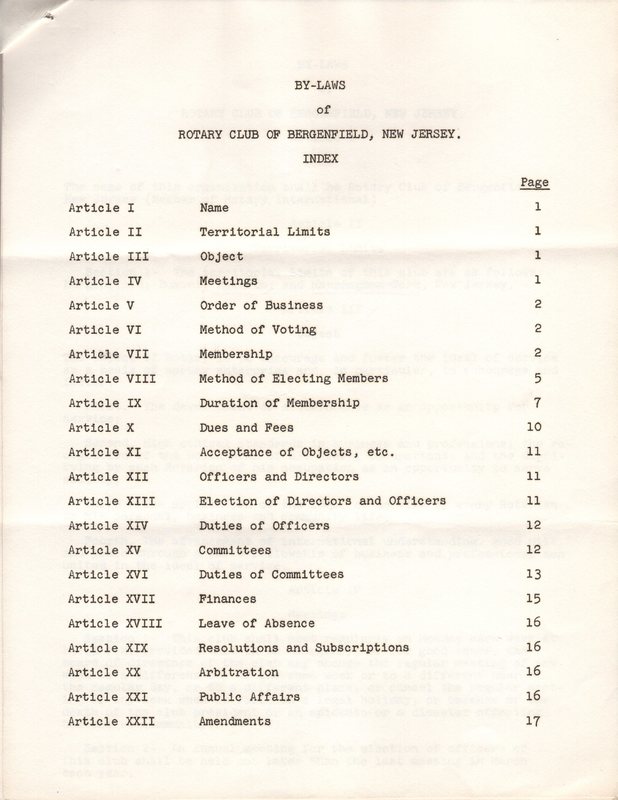 BY-LAWS
of
ROTARY CLUB OF BERGENFIELD, NEW JERSEY.
INDEX
Page
Article I Name 1
Article II Territorial Limits 1
Article III Object 1
Article IV Meetings 1
Article V Order of Business 2
Article VI Method of Voting 2
Article VII Membership 2
Article VIII Method of Electing Members 5
Article IX Duration of Membership 7
Article X Dues and Fees 10
Article XI Acceptance of Objects, etc. 11
Article XII Officers and Directors 11
Article XIII Election of Directors and Officers 11
Article XIV Duties of Officers 12
Article XV Committees 12
Article XVI Duties of Committees 13
Article XVII Finances 15
Article XVIII Leave of Absence 16
Article XIX Resolutions and Subscriptions 16
Article XX Arbitration 16
Article XXI Public Affairs 16
Article XXII Amendments 17